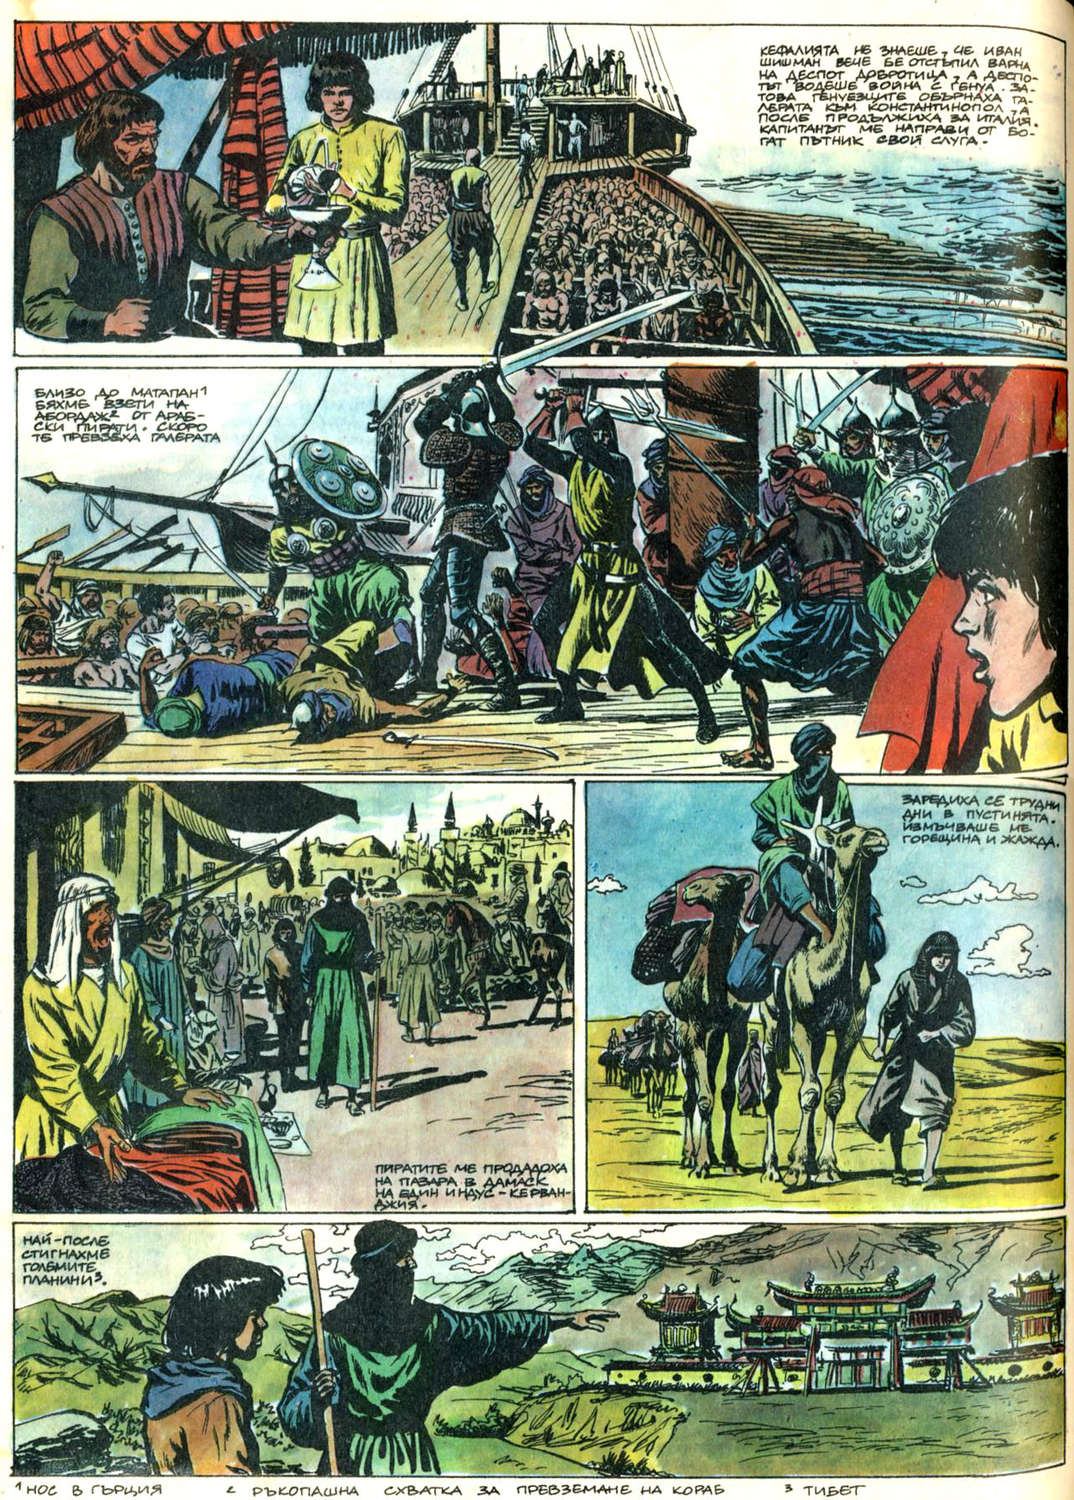 КЕФАЛИЯТА НЕ ЗНАЕШЕ, ЧЕ ИВАН
ШИШМАН ВЕЧЕ БЕ ОТСТЪПИЛ ВАРНА
НА ДЕСПОТ ДОБРОТИЦА, А ДЕСПО-
ТЪТ ВОДЕШЕ ВОЙНА С ГЕНУА. ЗА-
ТОВА ГЕНУЕЗЦИТЕ ОБЪРНАХА ГА-
ЛЕРАТА КЪМ КОНСТАНТИНОПОЛ, А
ПОСЛЕ ПРОДЪЛЖИХА ЗА ИТАЛИЯ.
КАПИТАНЪТ МЕ НАПРАВИ ОТ БО-
ГАТ ПЪТНИК СВОЙ СЛУГА.
БЛИЗО ДО МАТАПАН¹
БЯХМЕ ВЗЕТИ НА
АБОРДАЖ² ОТ АРАБ-
СКИ ПИРАТИ. СКОРО
ТЕ ПРЕВЗЕХА ГАЛЕРАТА
ПИРАТИТЕ МЕ ПРОДАДОХА
НА ПАЗАРА В ДАМАСК
НА ЕДИН ИНДУС-КЕРВАН-
ДЖИЯ.
ЗАРЕДИХА СЕ ТРУДНИ
ДНИ В ПУСТИНЯТА.
ИЗМЪЧВАШЕ МЕ
ГОРЕЩИНА И ЖАЖДА.
НАЙ-ПОСЛЕ
СТИГНАХМЕ
ГОЛЕМИТЕ
ПЛАНИНИ³.
¹ НОС В ГЪРЦИЯ ² РЪКОПАШНА СХВАТКА ЗА ПРЕВЗЕМАНЕ НА КОРАБ ³ ТИБЕТ